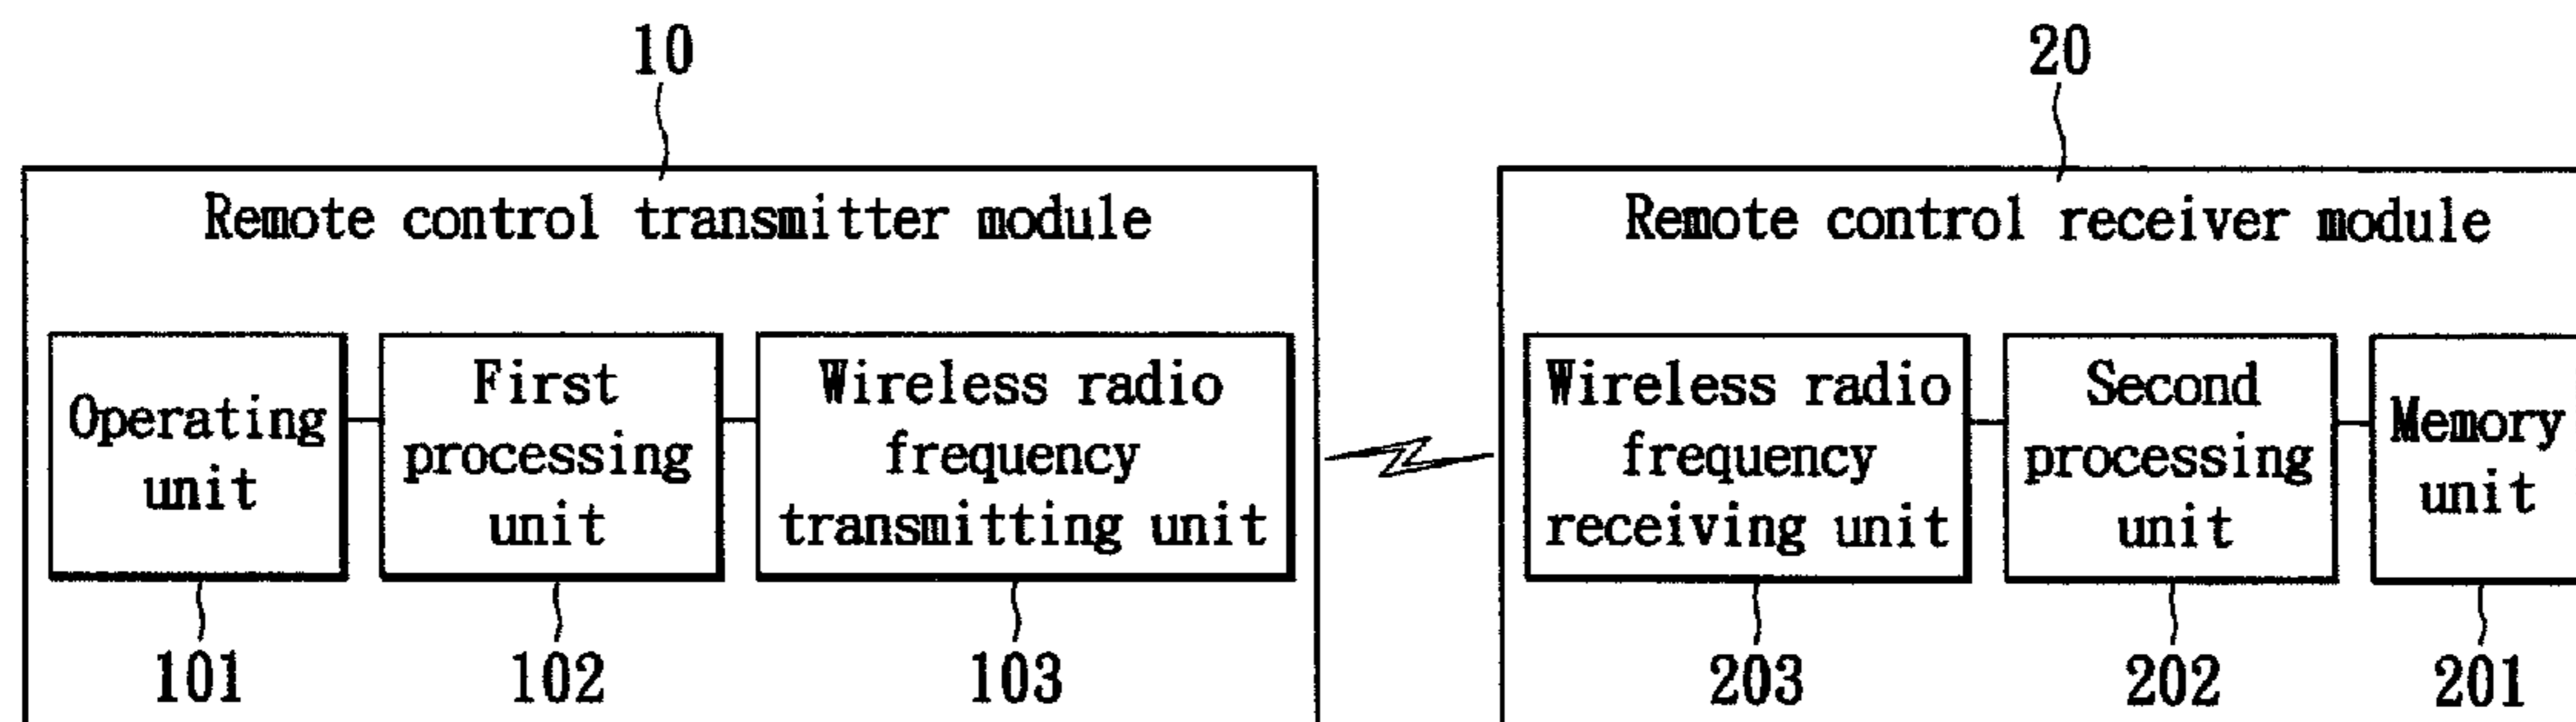 10
20
Remote control transmitter module
Remote control receiver module
Operating
unit
First
processing
unit
Wireless radio
frequency
transmitting unit
Wireless radio
frequency
receiving unit
Second
processing
unit
Memory
unit
101
102
103
203
202
201